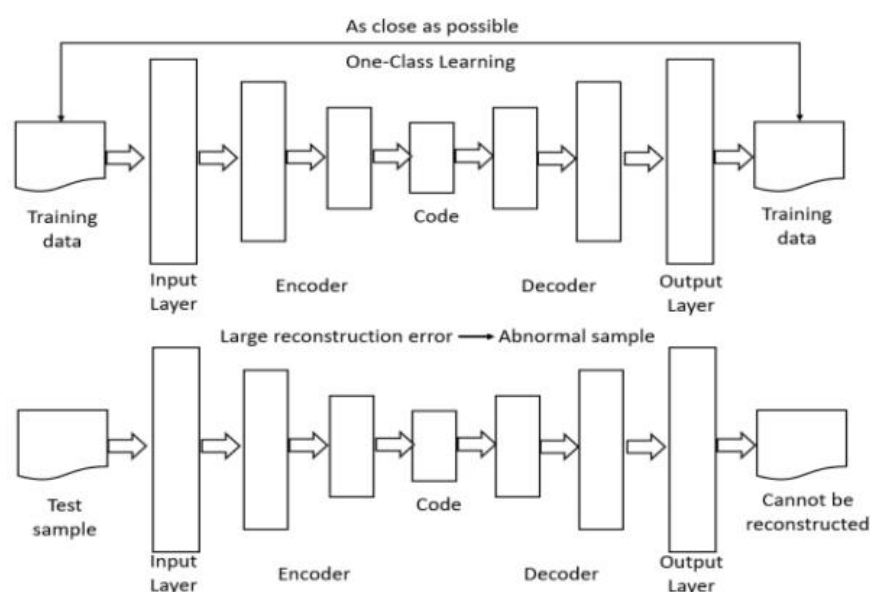 As close as possible
One-Class Learning
Training
data
Input
Layer
Encoder
Code
Decoder
Output
Layer
Training
data
Large reconstruction error → Abnormal sample
Test
sample
Input
Layer
Encoder
Code
Decoder
Output
Layer
Cannot be
reconstructed